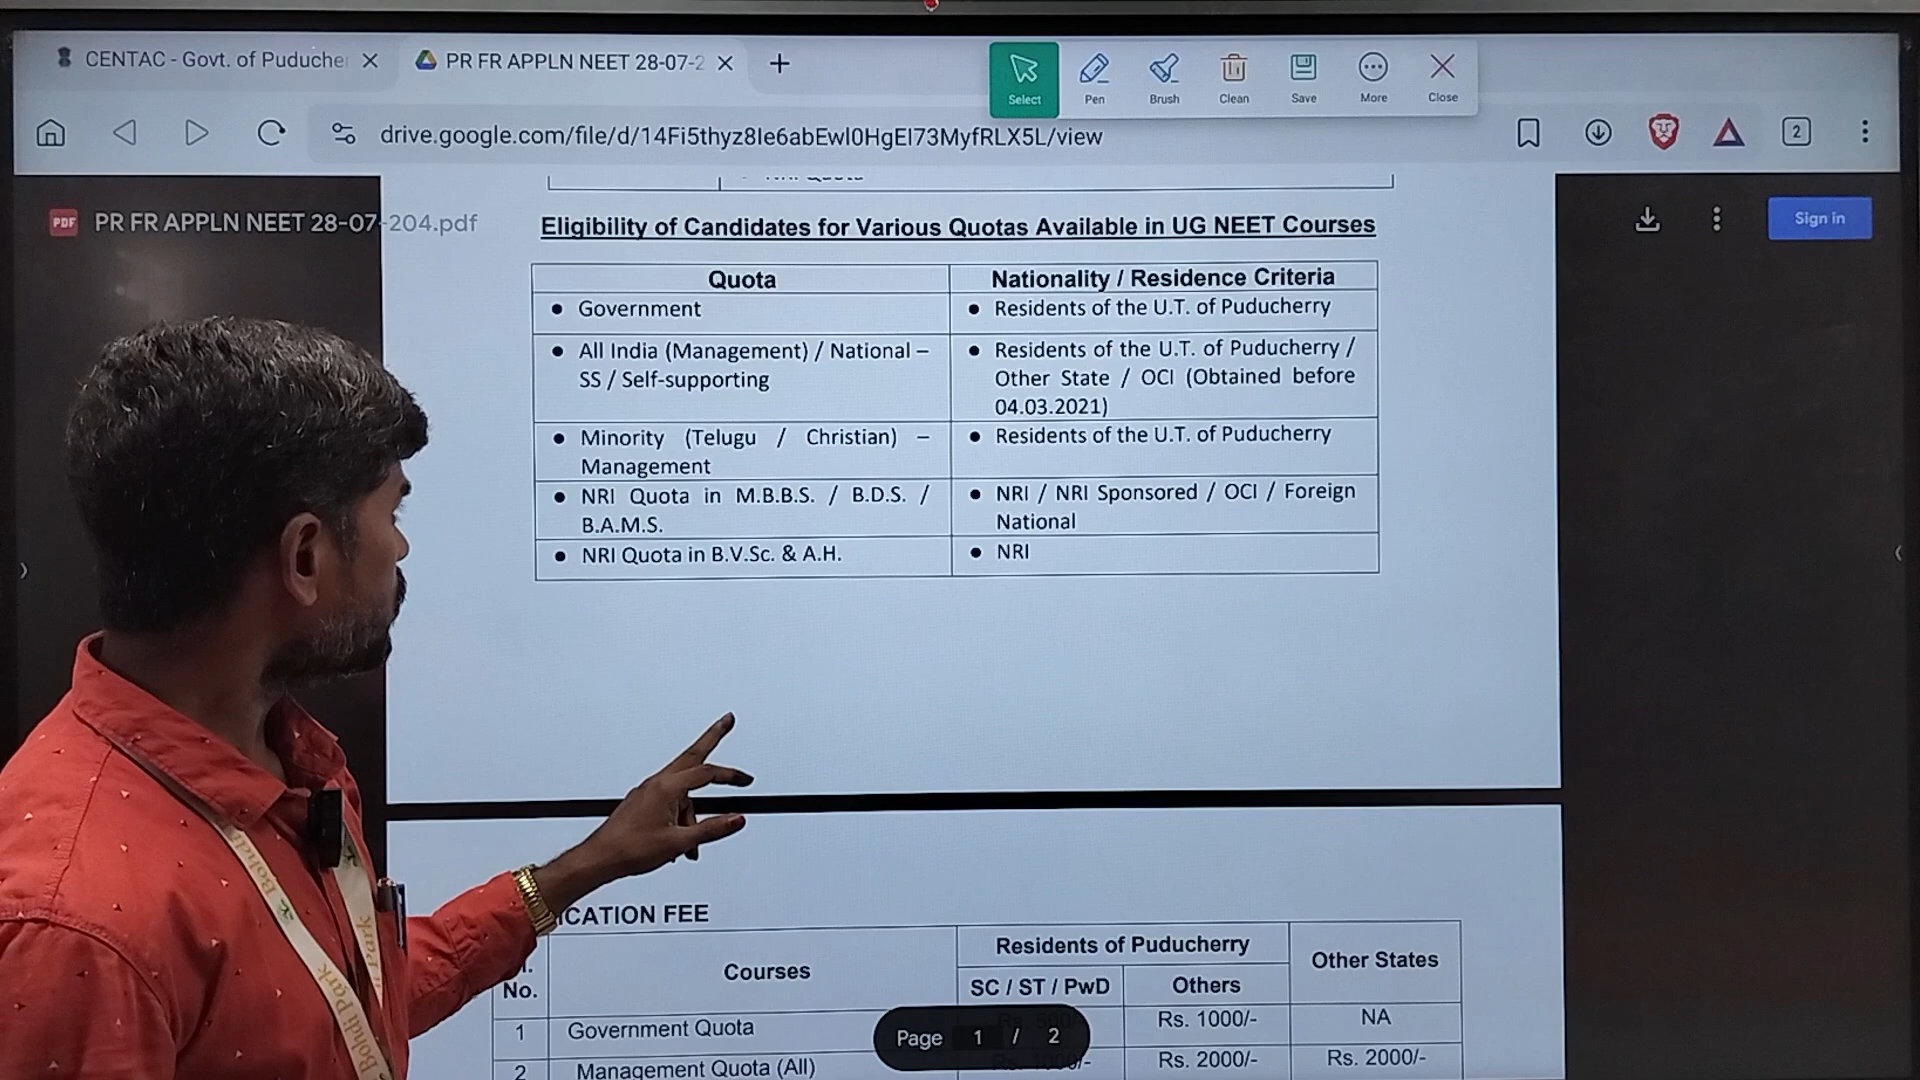 CENTAC - Govt. of Puducher
PR FR APPLN NEET 28-07-2
Select
Pen
Brush
Clean
Save
More
Close
drive.google.com/file/d/14Fi5thyz8Ie6abEwl0HgEI73MyfRLX5L/view
2
PDF PR FR APPLN NEET 28-07-204.pdf
Sign in
Eligibility of Candidates for Various Quotas Available in UG NEET Courses
Quota
Nationality / Residence Criteria
• Government
• Residents of the U.T. of Puducherry
• All India (Management) / National –
SS / Self-supporting
• Residents of the U.T. of Puducherry /
Other State / OCI (Obtained before
04.03.2021)
• Minority (Telugu / Christian) –
Management
• Residents of the U.T. of Puducherry
• NRI Quota in M.B.B.S. / B.D.S. /
B.A.M.S.
• NRI / NRI Sponsored / OCI / Foreign
National
• NRI Quota in B.V.Sc. & A.H.
• NRI
ICATION FEE
No.
Courses
Residents of Puducherry
Other States
SC / ST / PwD
Others
1
Government Quota
Rs. 1000/-
NA
2
Management Quota (All)
Rs. 2000/-
Rs. 2000/-
Page 1 / 2
Bohdi Park